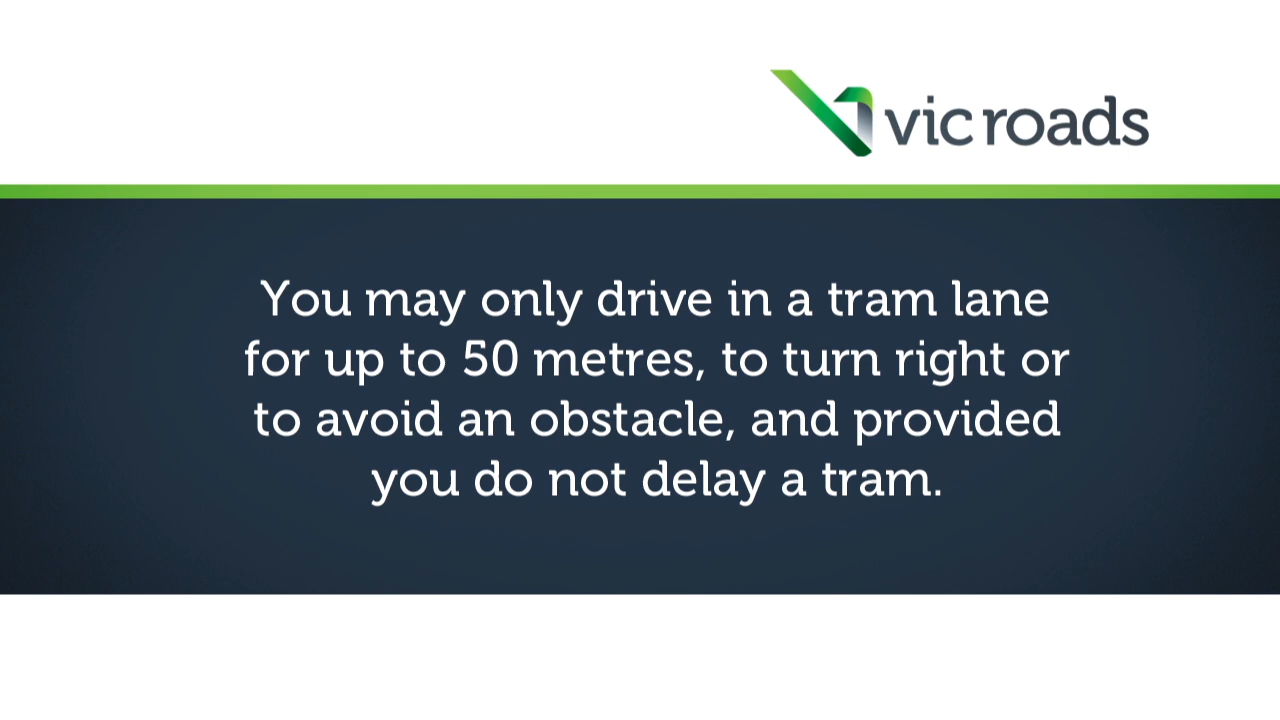 vic roads
You may only drive in a tram lane
for up to 50 metres, to turn right or
to avoid an obstacle, and provided
you do not delay a tram.